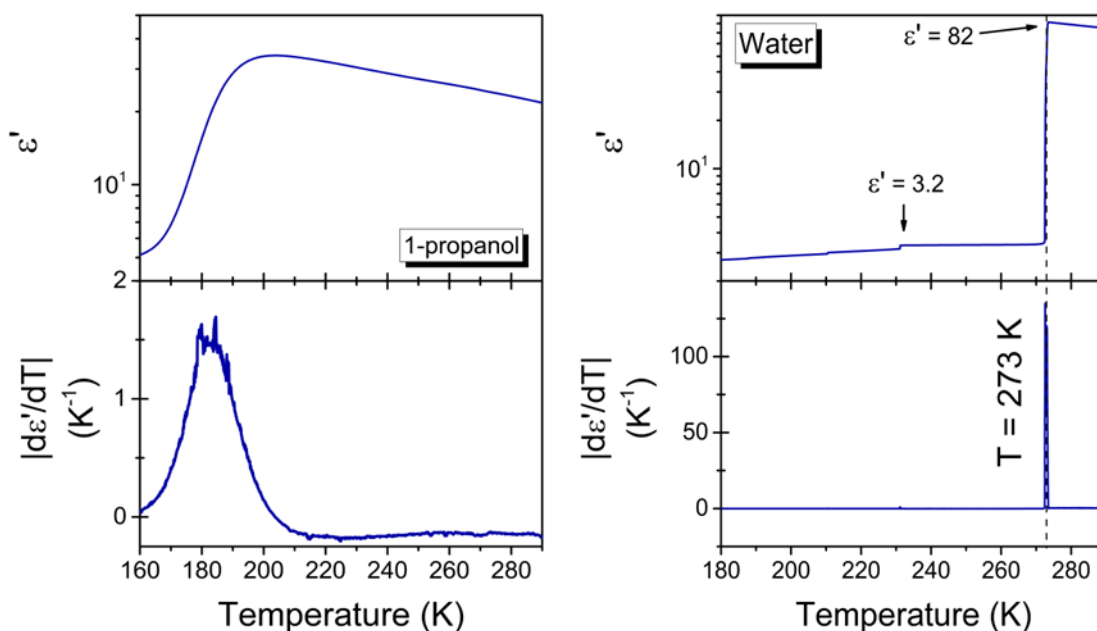 ε'
10¹
1-propanol
2
|dε'/dT|
(K⁻¹)
1
0
160 180 200 220 240 260 280
Temperature (K)
ε'
Water
ε' = 82
10¹
ε' = 3.2
|dε'/dT|
(K⁻¹)
100
50
0
T = 273 K
180 200 220 240 260 280
Temperature (K)